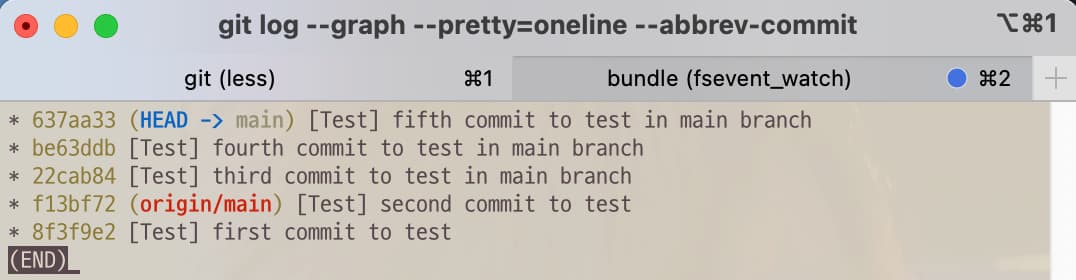 git log --graph --pretty=oneline --abbrev-commit ⌥⌘1
git (less) ⌘1 bundle (fsevent_watch) ⌘2 +
* 637aa33 (HEAD -> main) [Test] fifth commit to test in main branch
* be63ddb [Test] fourth commit to test in main branch
* 22cab84 [Test] third commit to test in main branch
* f13bf72 (origin/main) [Test] second commit to test
* 8f3f9e2 [Test] first commit to test
(END)